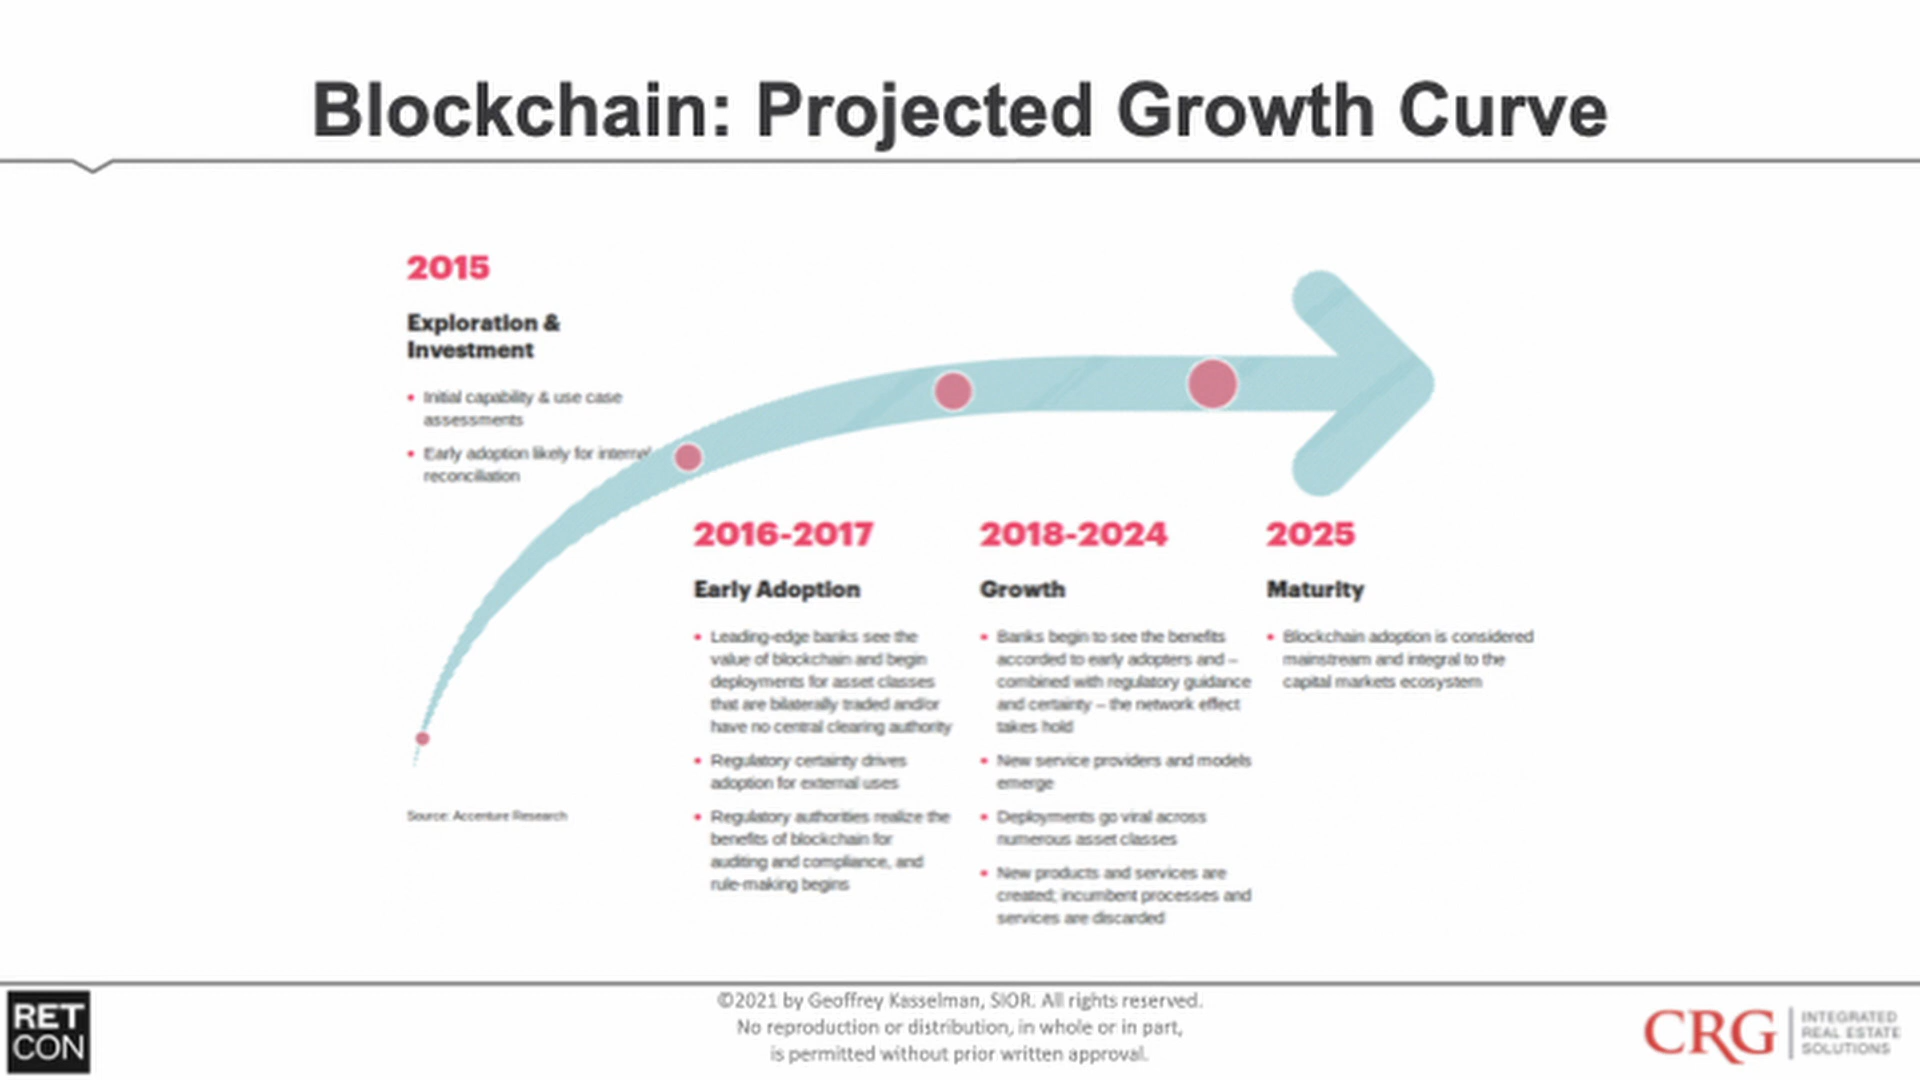 Blockchain: Projected Growth Curve
2015
Exploration &
Investment
• Initial capability & use case
assessments
• Early adoption likely for internal
reconciliation
2016-2017
Early Adoption
• Leading-edge banks see the
value of blockchain and begin
deployments for asset classes
that are bilaterally traded and/or
have no central clearing authority
• Regulatory certainty drives
adoption for external uses
• Regulatory authorities realize the
benefits of blockchain for
auditing and compliance, and
rule-making begins
2018-2024
Growth
• Banks begin to see the benefits
accorded to early adopters and –
combined with regulatory guidance
and certainty – the network effect
takes hold
• New service providers and models
emerge
• Deployments go viral across
numerous asset classes
• New products and services are
created; incumbent processes and
services are discarded
2025
Maturity
• Blockchain adoption is considered
mainstream and integral to the
capital markets ecosystem
Source: Accenture Research
RET
CON
©2021 by Geoffrey Kasselman, SIOR. All rights reserved.
No reproduction or distribution, in whole or in part,
is permitted without prior written approval.
CRG
INTEGRATED
REAL ESTATE
SOLUTIONS